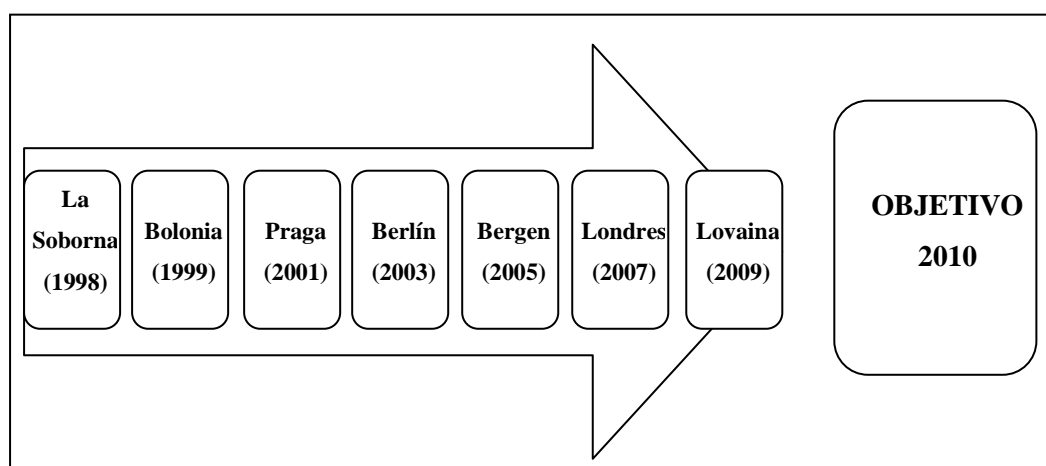 La
Soborna
(1998)
Bolonia
(1999)
Praga
(2001)
Berlín
(2003)
Bergen
(2005)
Londres
(2007)
Lovaina
(2009)
OBJETIVO
2010